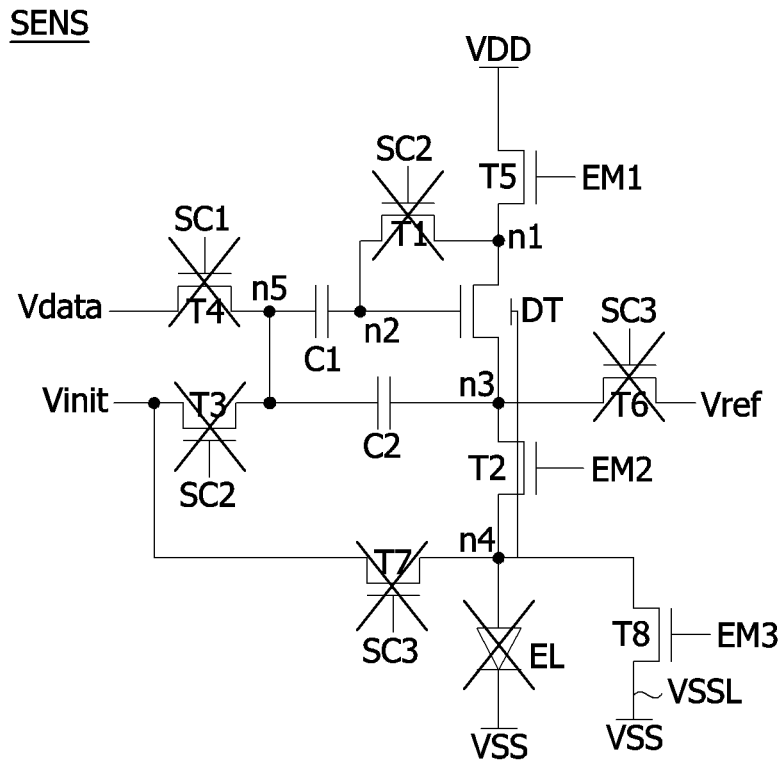 SENS
VDD
SC2
T5
EM1
SC1
T1
n1
n5
Vdata
T4
n2
DT
SC3
C1
n3
Vinit
T3
T6
Vref
C2
T2
EM2
SC2
n4
T7
T8
EM3
SC3
EL
VSSL
VSS
VSS